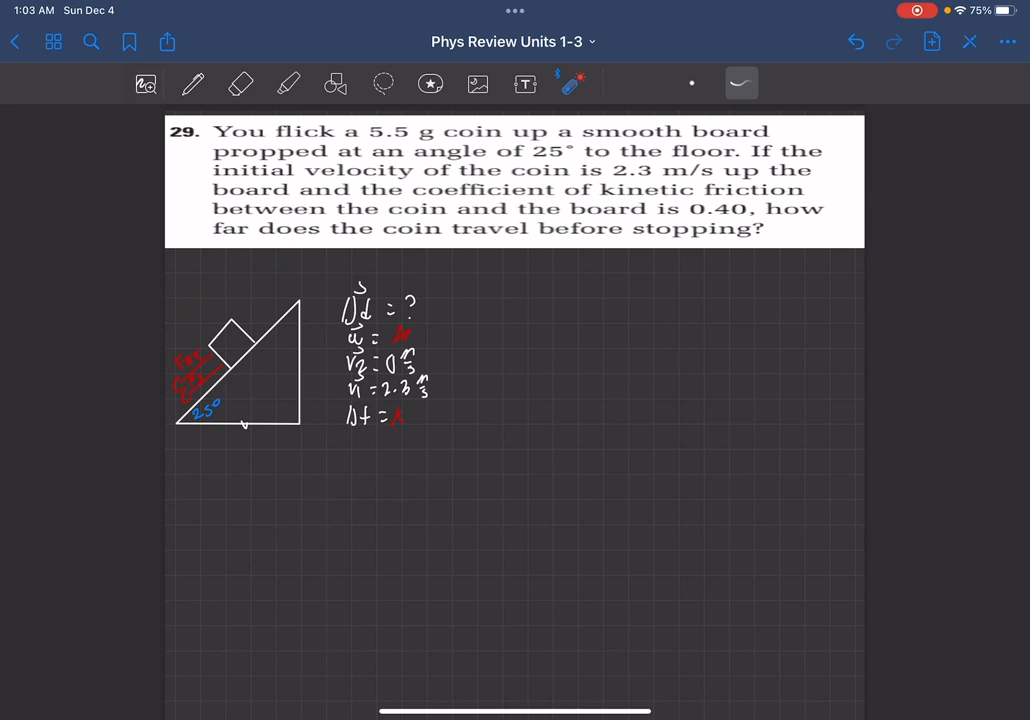 1:03 AM Sun Dec 4
75%
Phys Review Units 1-3
29. You flick a 5.5 g coin up a smooth board
propped at an angle of 25° to the floor. If the
initial velocity of the coin is 2.3 m/s up the
board and the coefficient of kinetic friction
between the coin and the board is 0.40, how
far does the coin travel before stopping?
Δd = ?
a =
v2 = 0 m/s
v1 = 2.3 m/s
Δt =
25°